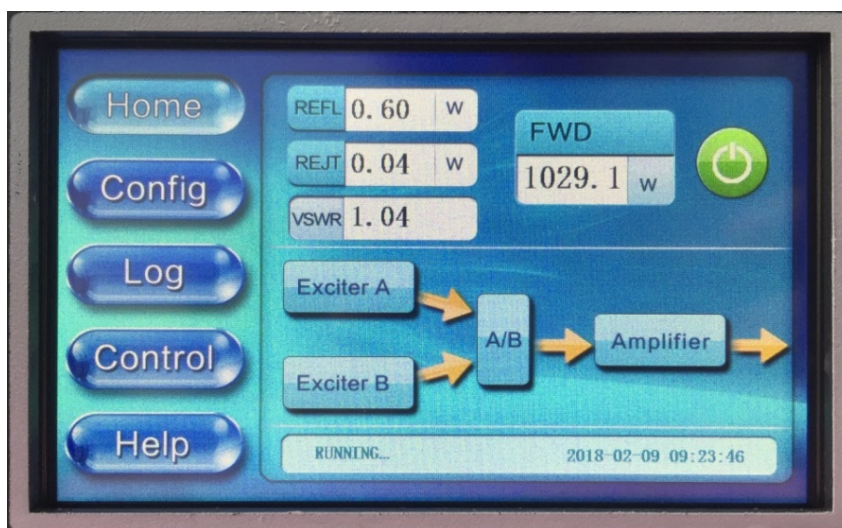 Home
Config
Log
Control
Help
REFL 0.60 W
REJT 0.04 W
VSWR 1.04
FWD
1029.1 W
Exciter A
Exciter B
A/B
Amplifier
RUNNING... 2018-02-09 09:23:46